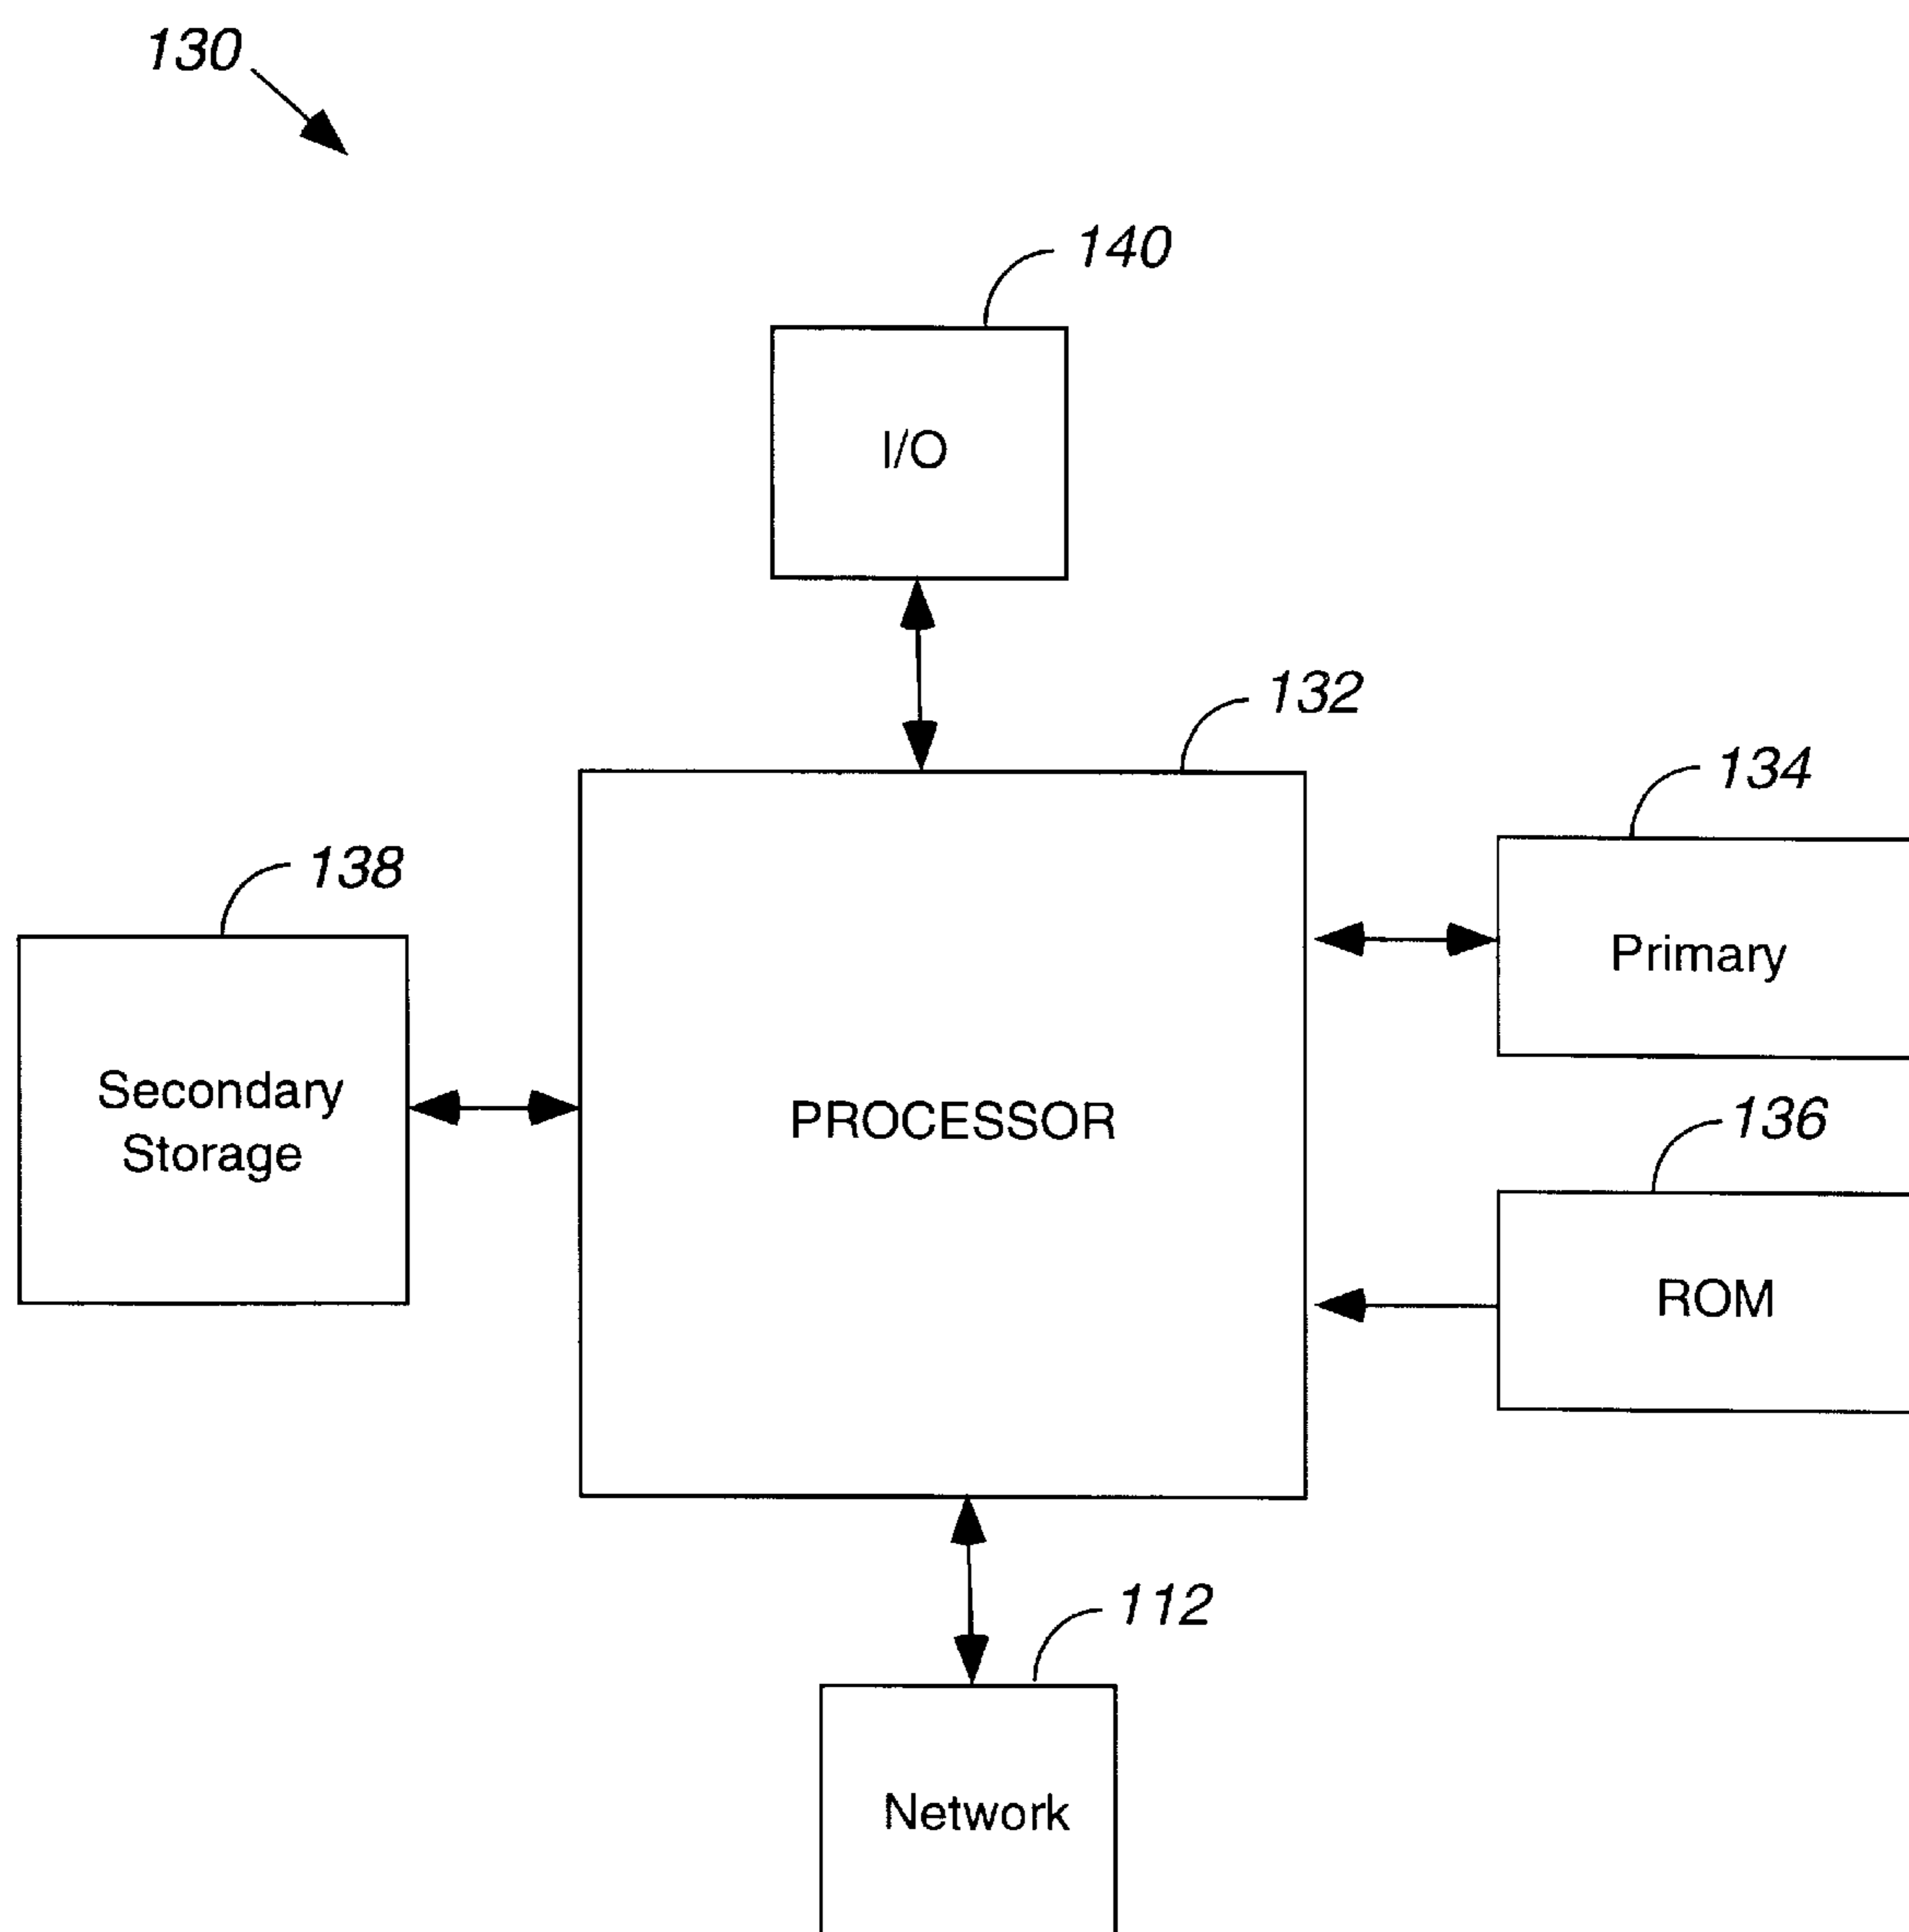 130
140
I/O
132
134
138
Primary
Secondary
Storage
PROCESSOR
136
ROM
112
Network